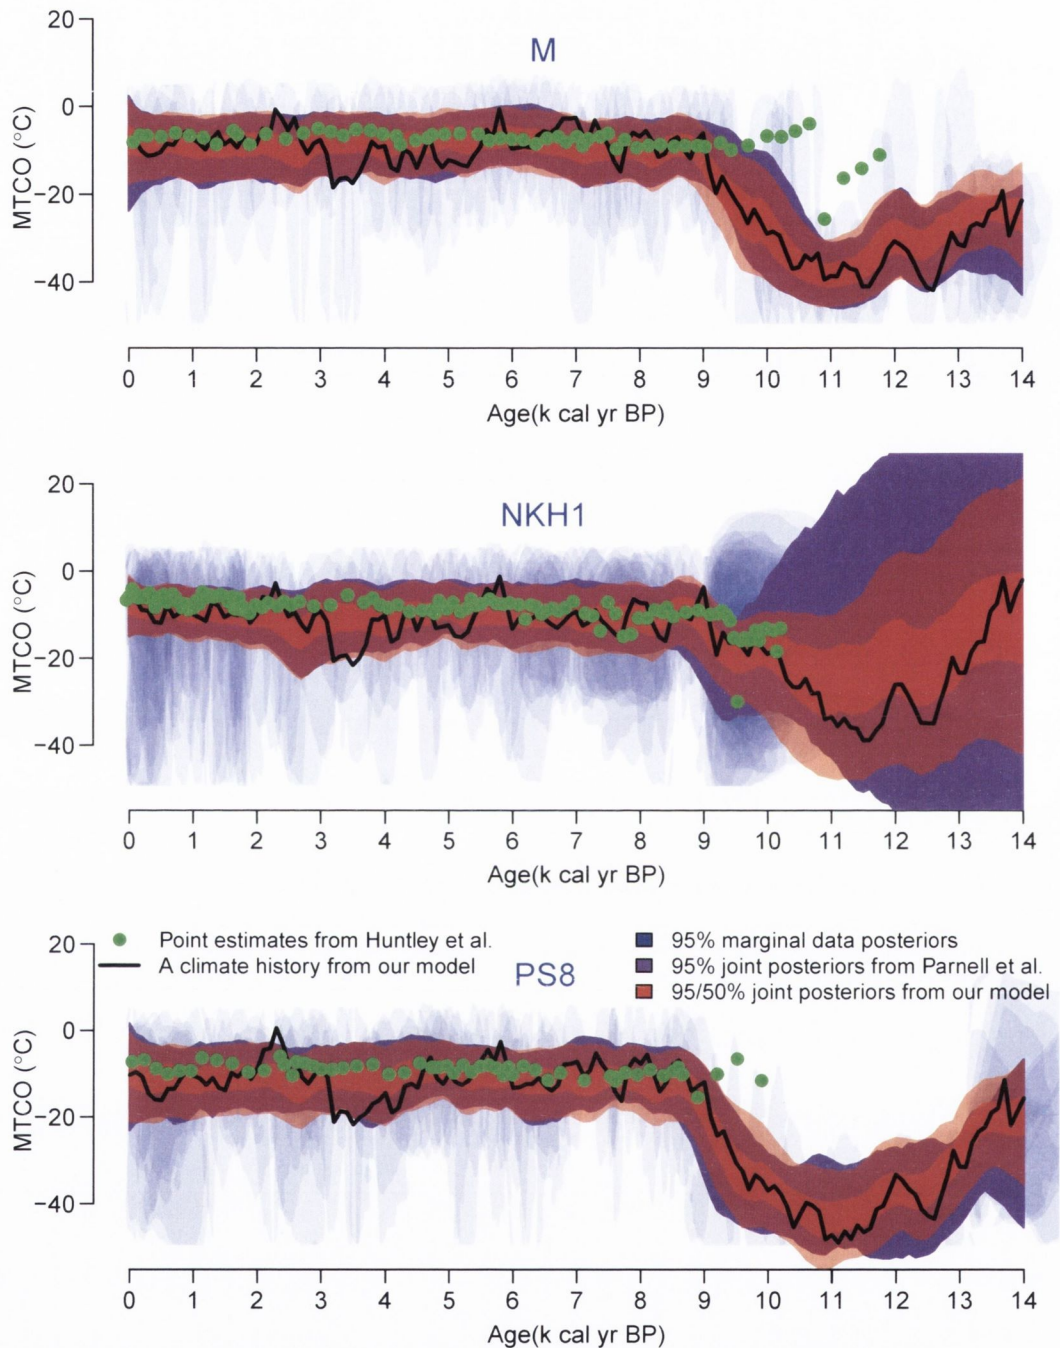 M
20
0
−20
−40
MTCO (°C)
0 1 2 3 4 5 6 7 8 9 10 11 12 13 14
Age(k cal yr BP)
NKH1
20
0
−20
−40
MTCO (°C)
0 1 2 3 4 5 6 7 8 9 10 11 12 13 14
Age(k cal yr BP)
Point estimates from Huntley et al.
A climate history from our model
PS8
95% marginal data posteriors
95% joint posteriors from Parnell et al.
95/50% joint posteriors from our model
20
0
−20
−40
MTCO (°C)
0 1 2 3 4 5 6 7 8 9 10 11 12 13 14
Age(k cal yr BP)